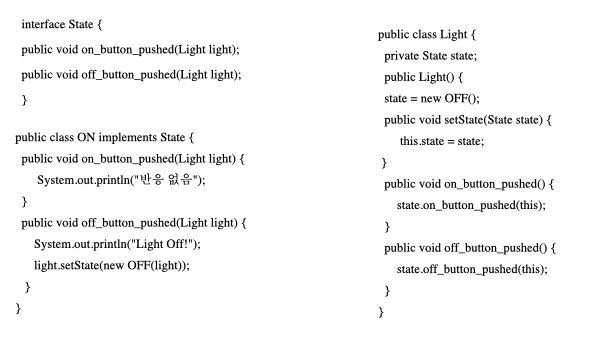 interface State {
public void on_button_pushed(Light light);
public void off_button_pushed(Light light);
}
public class ON implements State {
public void on_button_pushed(Light light) {
System.out.println("반응 없음");
}
public void off_button_pushed(Light light) {
System.out.println("Light Off!");
light.setState(new OFF(light));
}
}
public class Light {
private State state;
public Light() {
state = new OFF();
public void setState(State state) {
this.state = state;
}
public void on_button_pushed() {
state.on_button_pushed(this);
}
public void off_button_pushed() {
state.off_button_pushed(this);
}
}